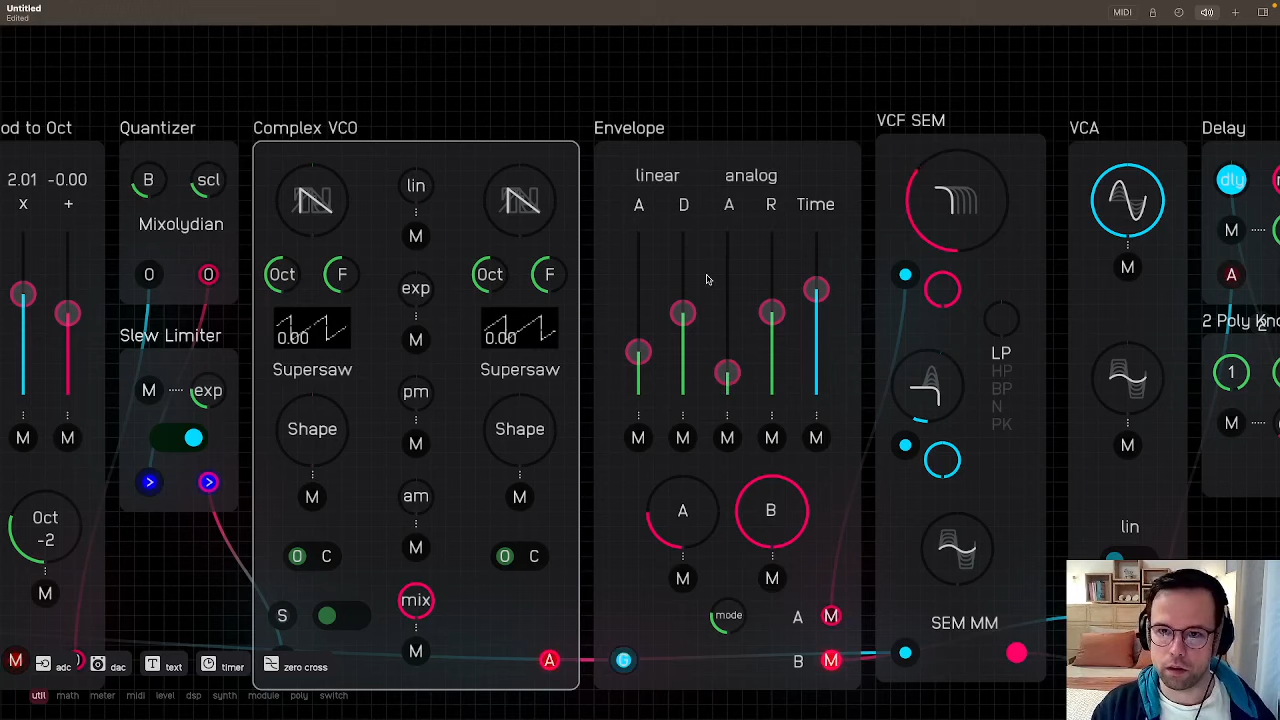 Untitled
Edited
MIDI
od to Oct
Quantizer
Complex VCO
Envelope
VCF SEM
VCA
Delay
2.01 -0.00
x +
B scl
Mixolydian
O O
Slew Limiter
M exp
> >
Oct
-2
M M
M
M
Oct F
0.00
Supersaw
Shape
M
O C
S
lin
M
exp
M
pm
M
am
M
mix
M
Oct F
0.00
Supersaw
Shape
M
O C
A
linear analog
A D A R Time
M M M M M
A B
M M
mode
A M
B M
G
LP
HP
BP
N
PK
SEM MM
M
M
lin
dly
M
A
2 Poly Kno
1
M
adc dac text timer zero cross
T
util math meter midi level dsp synth module poly switch